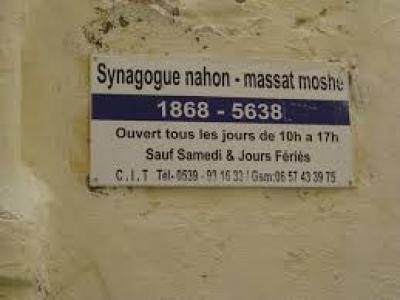 Synagogue nahon - massat moshe
1868 - 5638
Ouvert tous les jours de 10h a 17h
Sauf Samedi & Jours Fériés
C.I.T Tel- 0539 - 93 16 33 / Gsm:06 57 43 39 75